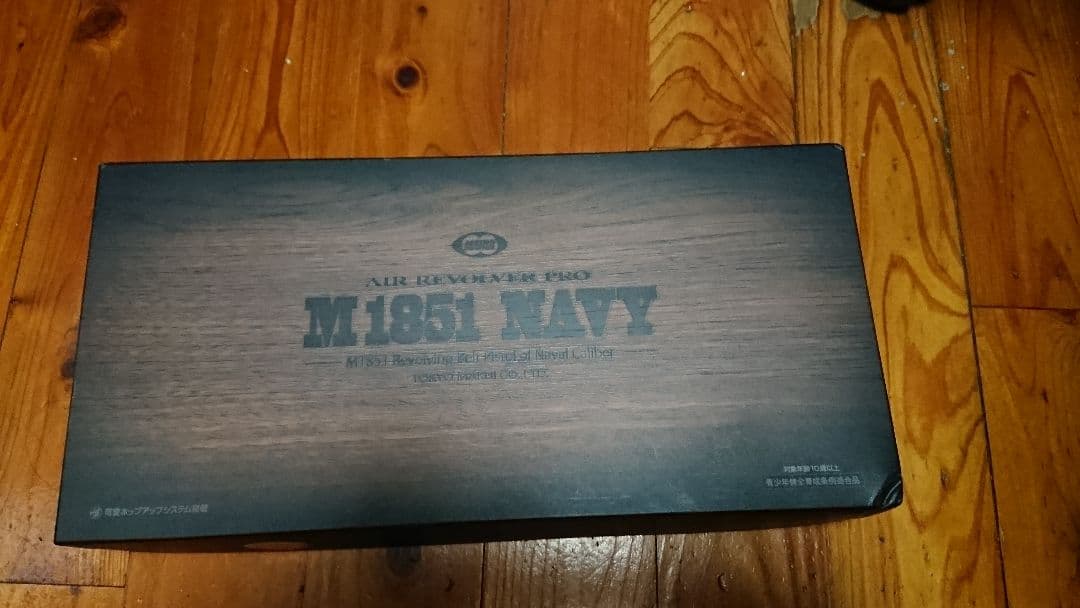 MARUI
AIR REVOLVER PRO
M1851 NAVY
M1851 Revolving Belt Pistol of Naval Caliber
TOKYO MARUI CO., LTD.
対象年齢10歳以上
青少年健全育成条例適合品
可変ホップアップシステム搭載